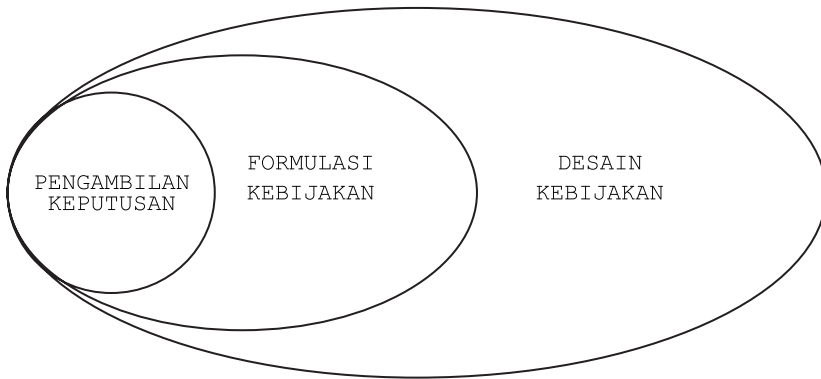 PENGAMBILAN
KEPUTUSAN
FORMULASI
KEBIJAKAN
DESAIN
KEBIJAKAN